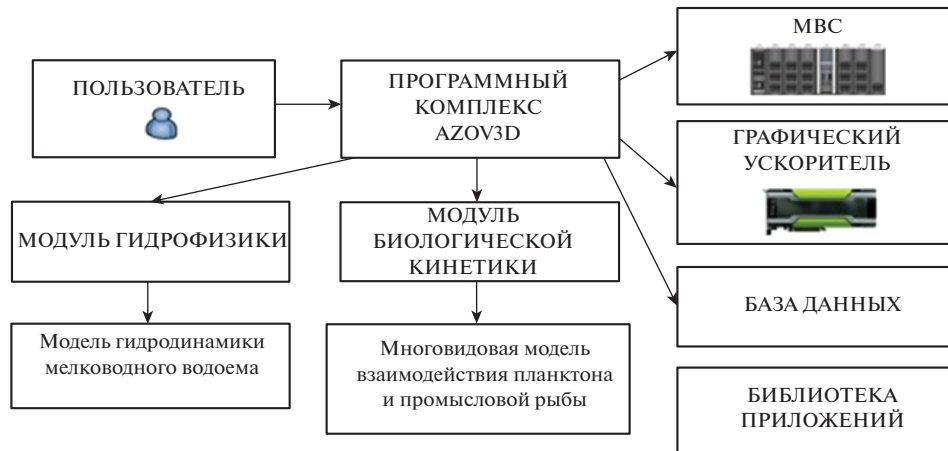 ПОЛЬЗОВАТЕЛЬ
ПРОГРАММНЫЙ
КОМПЛЕКС
AZOV3D
МВС
ГРАФИЧЕСКИЙ
УСКОРИТЕЛЬ
МОДУЛЬ ГИДРОФИЗИКИ
МОДУЛЬ
БИОЛОГИЧЕСКОЙ
КИНЕТИКИ
БАЗА ДАННЫХ
Модель гидродинамики
мелководного водоема
Многовидовая модель
взаимодействия планктона
и промысловой рыбы
БИБЛИОТЕКА
ПРИЛОЖЕНИЙ